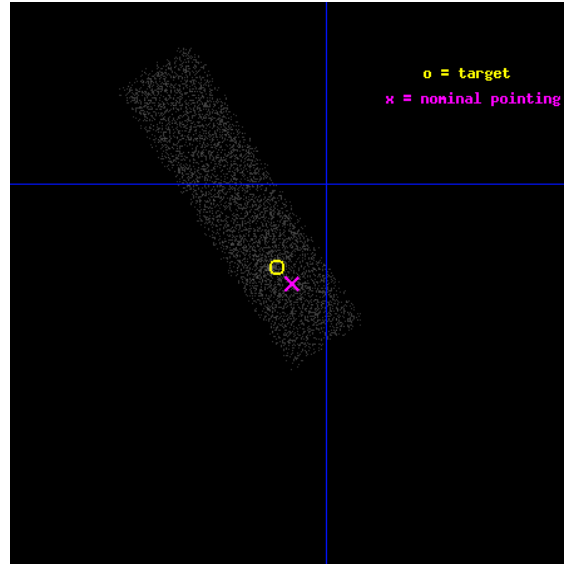 o = target
x = nominal pointing